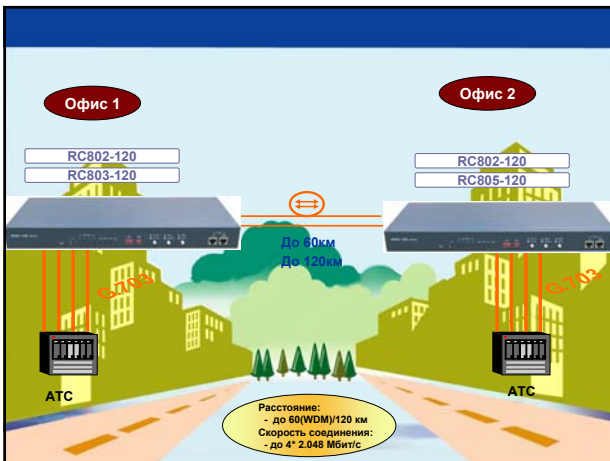 Офис 1
Офис 2
RC802-120
RC803-120
RC802-120
RC805-120
До 60км
До 120км
G.703
G.703
АТС
АТС
Расстояние:
- до 60(WDM)/120 км
Скорость соединения:
- до 4* 2.048 Мбит/с